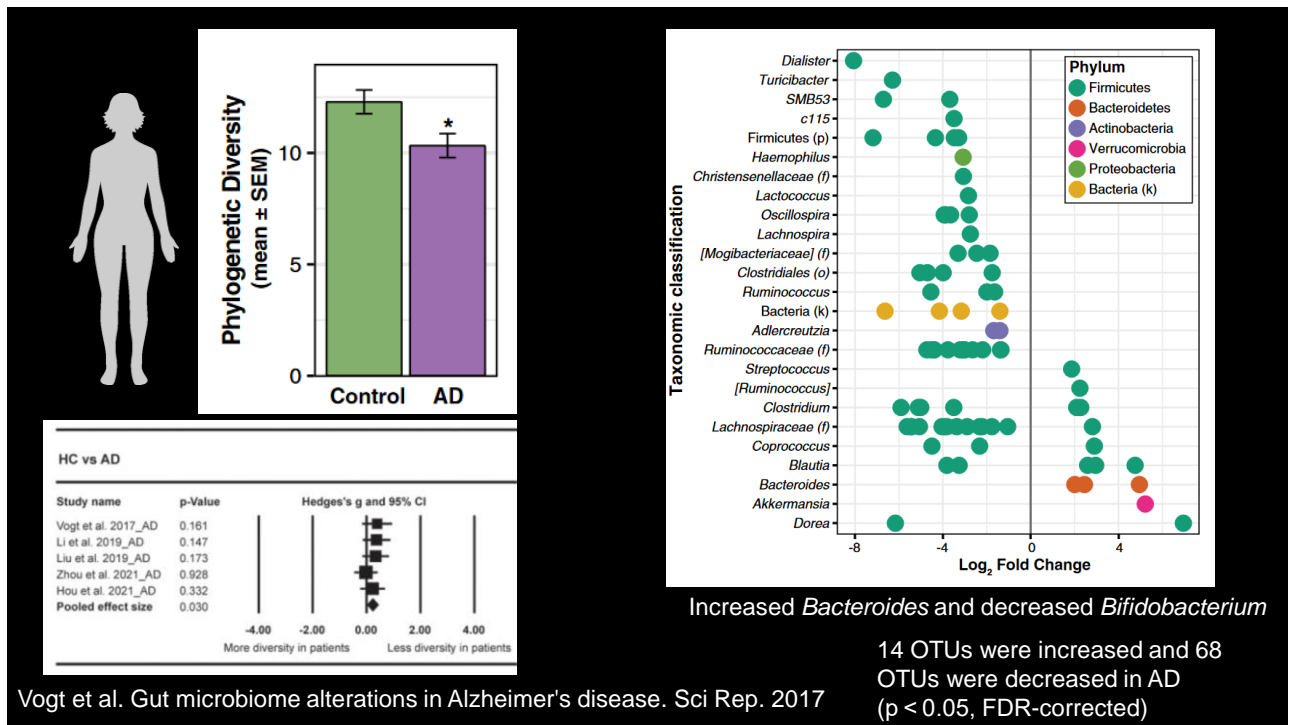 Phylogenetic Diversity
(mean ± SEM)
10
5
0
*
Control
AD
HC vs AD
Study name p-Value Hedges's g and 95% CI
Vogt et al. 2017_AD 0.161
Li et al. 2019_AD 0.147
Liu et al. 2019_AD 0.173
Zhou et al. 2021_AD 0.928
Hou et al. 2021_AD 0.332
Pooled effect size 0.030
-4.00 -2.00 0.00 2.00 4.00
More diversity in patients Less diversity in patients
Taxonomic classification
Dialister
Turicibacter
SMB53
c115
Firmicutes (p)
Haemophilus
Christensenellaceae (f)
Lactococcus
Oscillospira
Lachnospira
[Mogibacteriaceae] (f)
Clostridiales (o)
Ruminococcus
Bacteria (k)
Adlercreutzia
Ruminococcaceae (f)
Streptococcus
[Ruminococcus]
Clostridium
Lachnospiraceae (f)
Coprococcus
Blautia
Bacteroides
Akkermansia
Dorea
Phylum
Firmicutes
Bacteroidetes
Actinobacteria
Verrucomicrobia
Proteobacteria
Bacteria (k)
-8 -4 0 4
Log2 Fold Change
Increased Bacteroides and decreased Bifidobacterium
14 OTUs were increased and 68
OTUs were decreased in AD
(p < 0.05, FDR-corrected)
Vogt et al. Gut microbiome alterations in Alzheimer's disease. Sci Rep. 2017